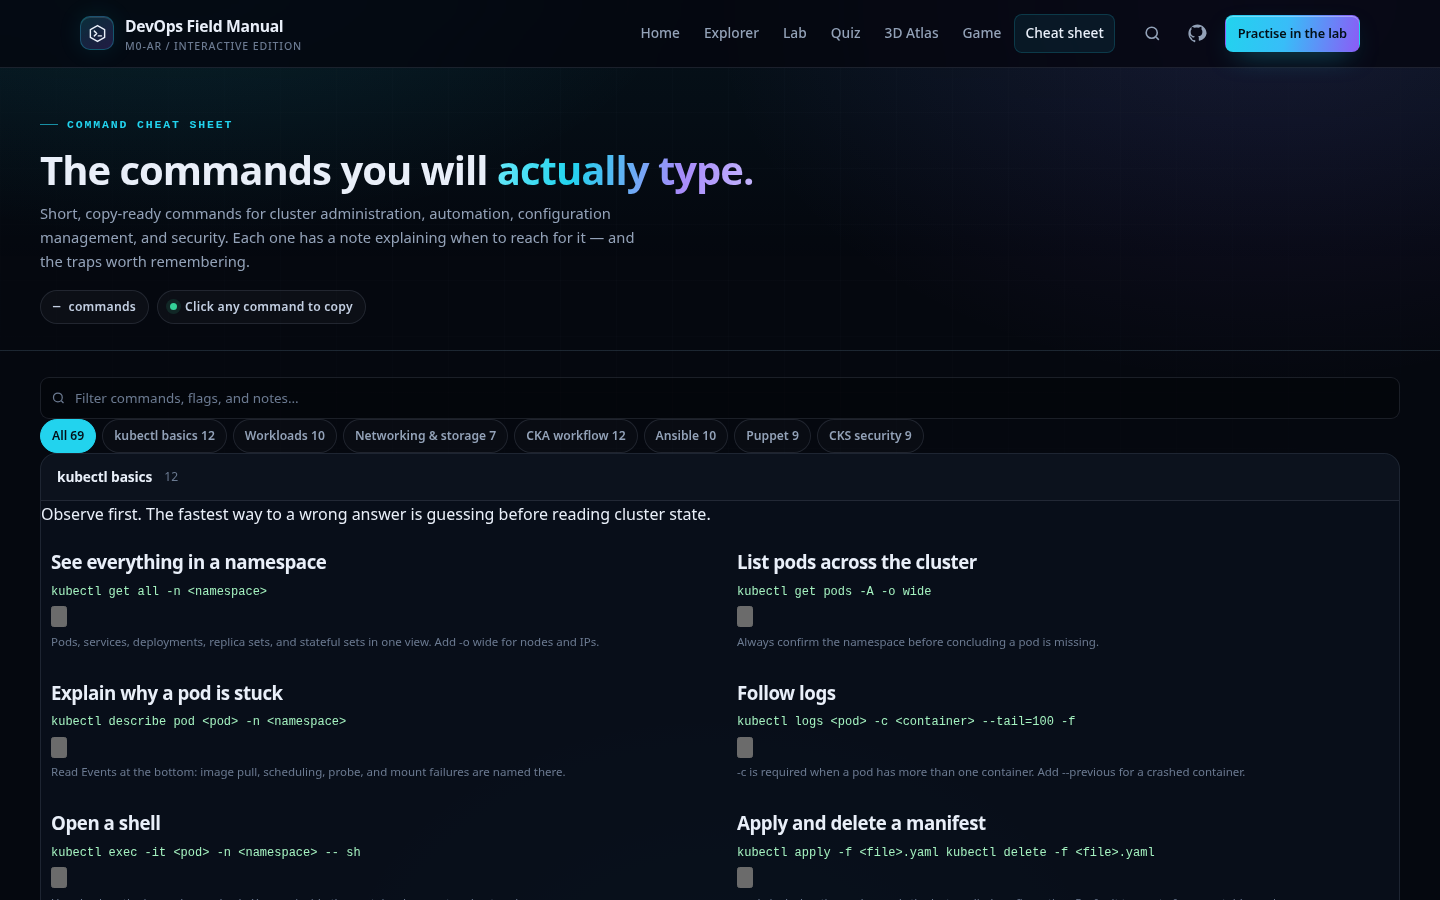 DevOps Field Manual
M0-AR / INTERACTIVE EDITION
Home Explorer Lab Quiz 3D Atlas Game Cheat sheet Practise in the lab
COMMAND CHEAT SHEET
The commands you will actually type.
Short, copy-ready commands for cluster administration, automation, configuration
management, and security. Each one has a note explaining when to reach for it — and
the traps worth remembering.
— commands Click any command to copy
Filter commands, flags, and notes...
All 69 kubectl basics 12 Workloads 10 Networking & storage 7 CKA workflow 12 Ansible 10 Puppet 9 CKS security 9
kubectl basics 12
Observe first. The fastest way to a wrong answer is guessing before reading cluster state.
See everything in a namespace
kubectl get all -n <namespace>
Pods, services, deployments, replica sets, and stateful sets in one view. Add -o wide for nodes and IPs.
List pods across the cluster
kubectl get pods -A -o wide
Always confirm the namespace before concluding a pod is missing.
Explain why a pod is stuck
kubectl describe pod <pod> -n <namespace>
Read Events at the bottom: image pull, scheduling, probe, and mount failures are named there.
Follow logs
kubectl logs <pod> -c <container> --tail=100 -f
-c is required when a pod has more than one container. Add --previous for a crashed container.
Open a shell
kubectl exec -it <pod> -n <namespace> -- sh
Apply and delete a manifest
kubectl apply -f <file>.yaml kubectl delete -f <file>.yaml